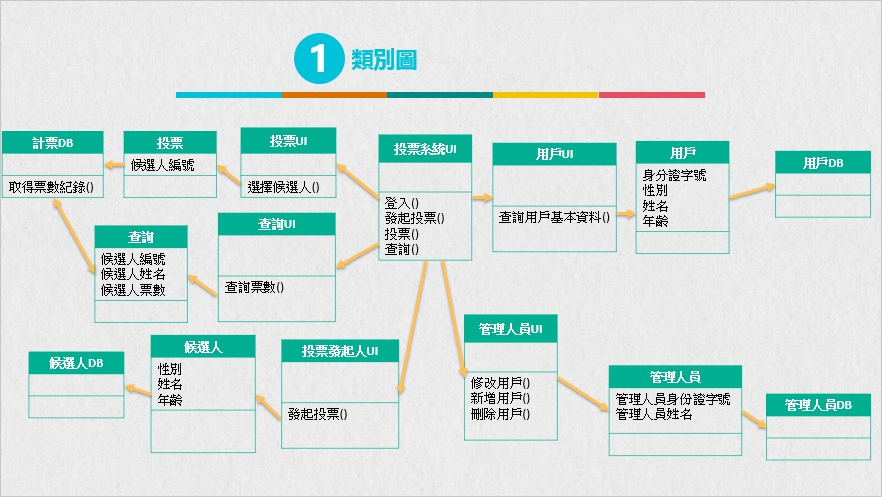 1 類別圖
計票DB
取得票數紀錄()
投票
候選人編號
投票UI
選擇候選人()
投票系統UI
登入()
發起投票()
投票()
查詢()
用戶UI
查詢用戶基本資料()
用戶
身分證字號
性別
姓名
年齡
用戶DB
查詢
候選人編號
候選人姓名
候選人票數
查詢UI
查詢票數()
候選人DB
候選人
性別
姓名
年齡
投票發起人UI
發起投票()
管理人員UI
修改用戶()
新增用戶()
刪除用戶()
管理人員
管理人員身份證字號
管理人員姓名
管理人員DB